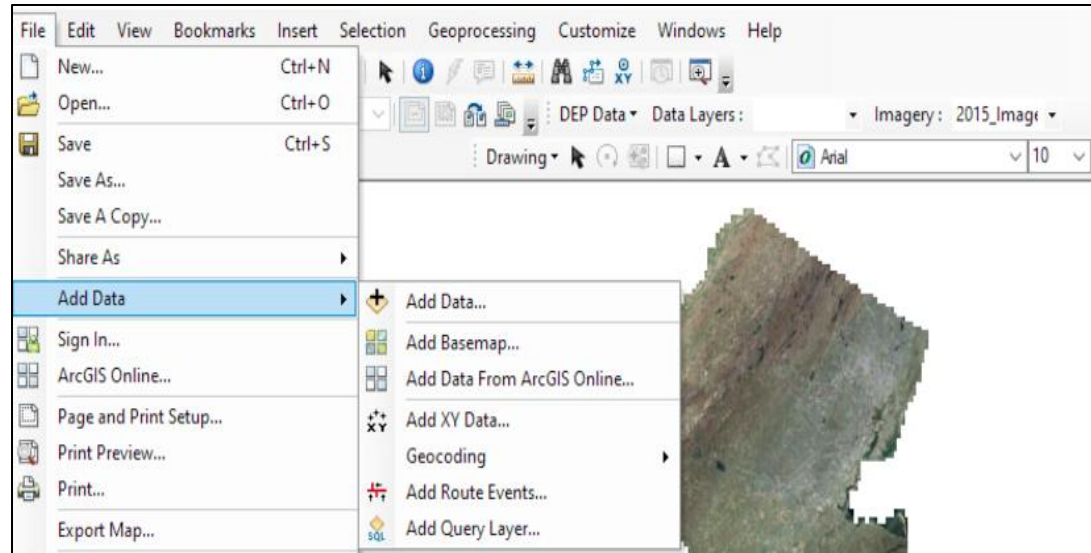 File Edit View Bookmarks Insert Selection Geoprocessing Customize Windows Help
New... Ctrl+N
Open... Ctrl+O
Save Ctrl+S
Save As...
Save A Copy...
Share As
Add Data
Sign In...
ArcGIS Online...
Page and Print Setup...
Print Preview...
Print...
Export Map...
XY
DEP Data Data Layers : Imagery : 2015_Image
Drawing A Arial 10
Add Data...
Add Basemap...
Add Data From ArcGIS Online...
XY Add XY Data...
Geocoding
Add Route Events...
SQL Add Query Layer...